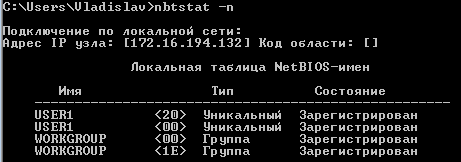 C:\Users\Vladislav>nbtstat -n
Подключение по локальной сети:
Адрес IP узла: [172.16.194.132] Код области: []
Локальная таблица NetBIOS-имен
Имя Тип Состояние
USER1 <20> Уникальный Зарегистрирован
USER1 <00> Уникальный Зарегистрирован
WORKGROUP <00> Группа Зарегистрирован
WORKGROUP <1E> Группа Зарегистрирован